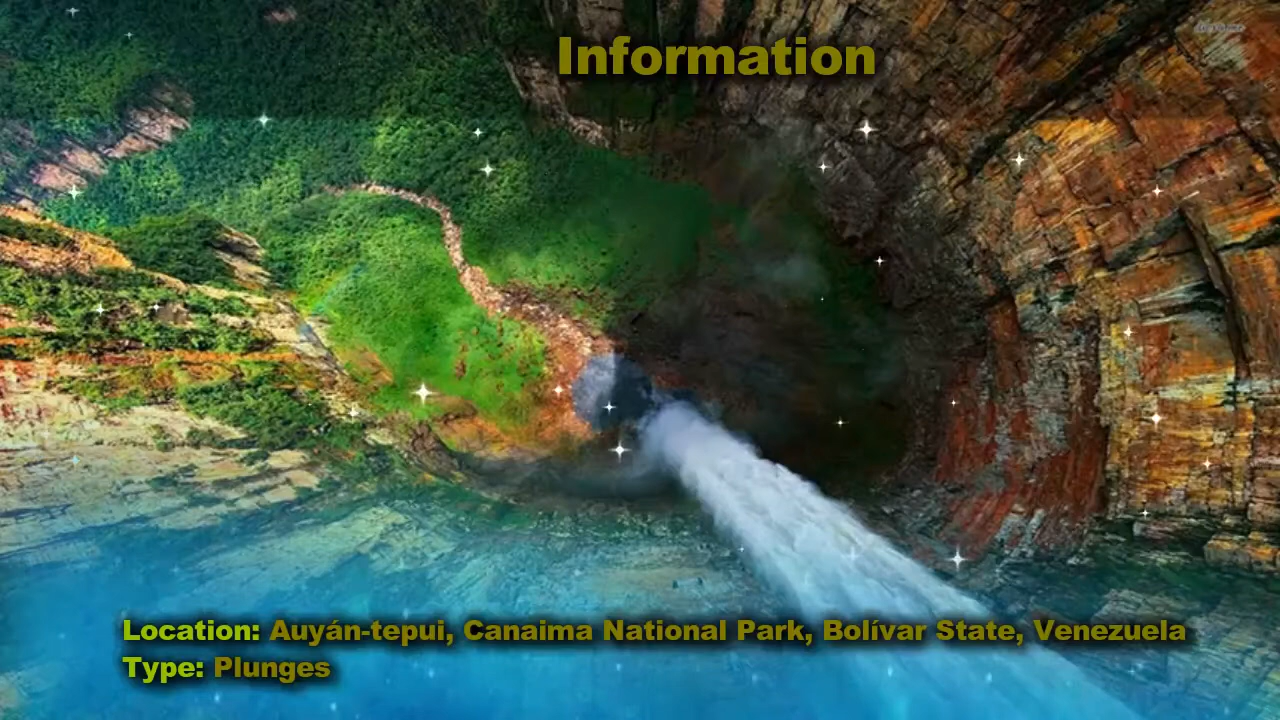 Information
Location: Auyán-tepui, Canaima National Park, Bolívar State, Venezuela
Type: Plunges